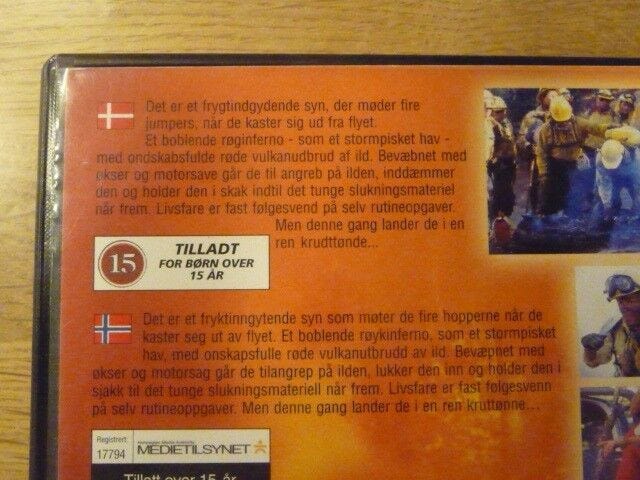 Det er et frygtindgydende syn, der møder fire
jumpers, når de kaster sig ud fra flyet.
Et boblende røginferno - som et stormpisket hav -
med ondskabsfulde røde vulkanudbrud af ild. Bevæbnet med
økser og motorsave går de til angreb på ilden, inddæmmer
den og holder den i skak indtil det tunge slukningsmateriel
når frem. Livsfare er fast følgesvend på selv rutineopgaver.
Men denne gang lander de i en
ren krudttønde...
15
TILLADT
FOR BØRN OVER
15 ÅR
Det er et fryktinngytende syn som møter de fire hopperne når de
kaster seg ut av flyet. Et boblende røykinferno, som et stormpisket
hav, med onskapsfulle røde vulkanutbrudd av ild. Bevæpnet med
økser og motorsag går de tilangrep på ilden, lukker den inn og holder den i
sjakk til det tunge slukningsmateriell når frem. Livsfare er fast følgesvenn
på selv rutineoppgaver. Men denne gang lander de i en ren kruttønne...
Registrert
17794
MEDIETILSYNET
Tillatt over 15 år